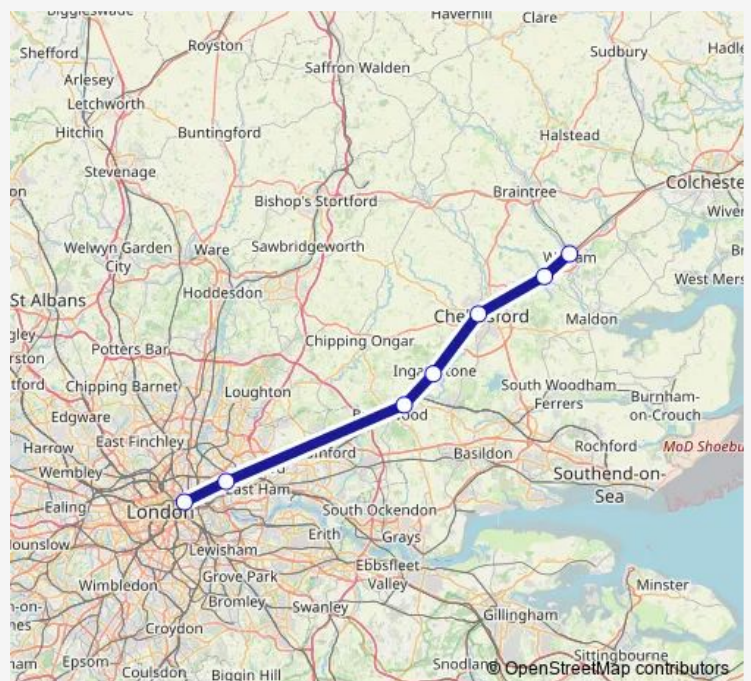 Biggleswade
Haverhill
Clare
Shefford
Royston
Sudbury
Saffron Walden
Arlesey
Letchworth
Hitchin
Buntingford
Halstead
Stevenage
Braintree
Colcheste
Bishop's Stortford
Wiver
Welwyn Garden
City
Ware
Sawbridgeworth
West Mers
St Albans
Hoddesdon
Maldon
Potters Bar
Chipping Ongar
Chipping Barnet
Loughton
South Woodham
Ferrers
Burnham-
on-Crouch
Edgware
Harrow
East Finchley
Rochford
MoD Shoebu
Wembley
Basildon
Southend-on-
Sea
East Ham
Ealing
London
South Ockendon
Erith
Grays
Lewisham
Wimbledon
Grove Park
Ebbsfleet
Valley
Bromley
Swanley
Minster
Croydon
Gillingham
Epsom
Coulsdon
Biggin Hill
Snodlan
Sittingbourne
© OpenStreetMap contributors